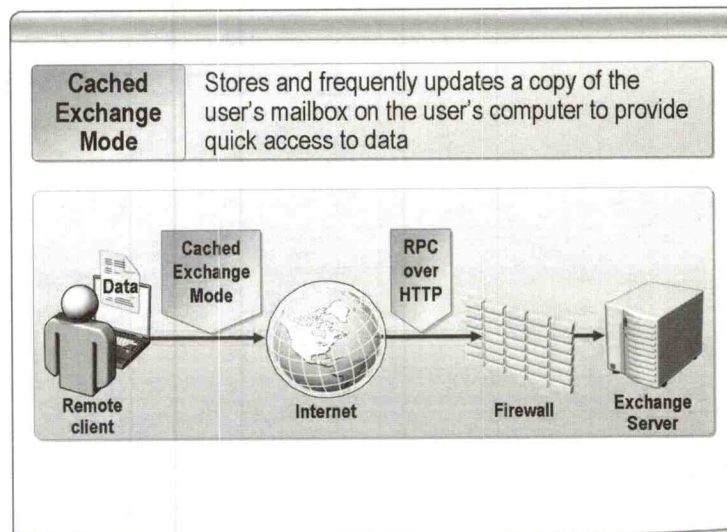 Cached
Exchange
Mode
Stores and frequently updates a copy of the
user's mailbox on the user's computer to provide
quick access to data
Data
Cached
Exchange
Mode
RPC
over
HTTP
Remote
client
Internet
Firewall
Exchange
Server